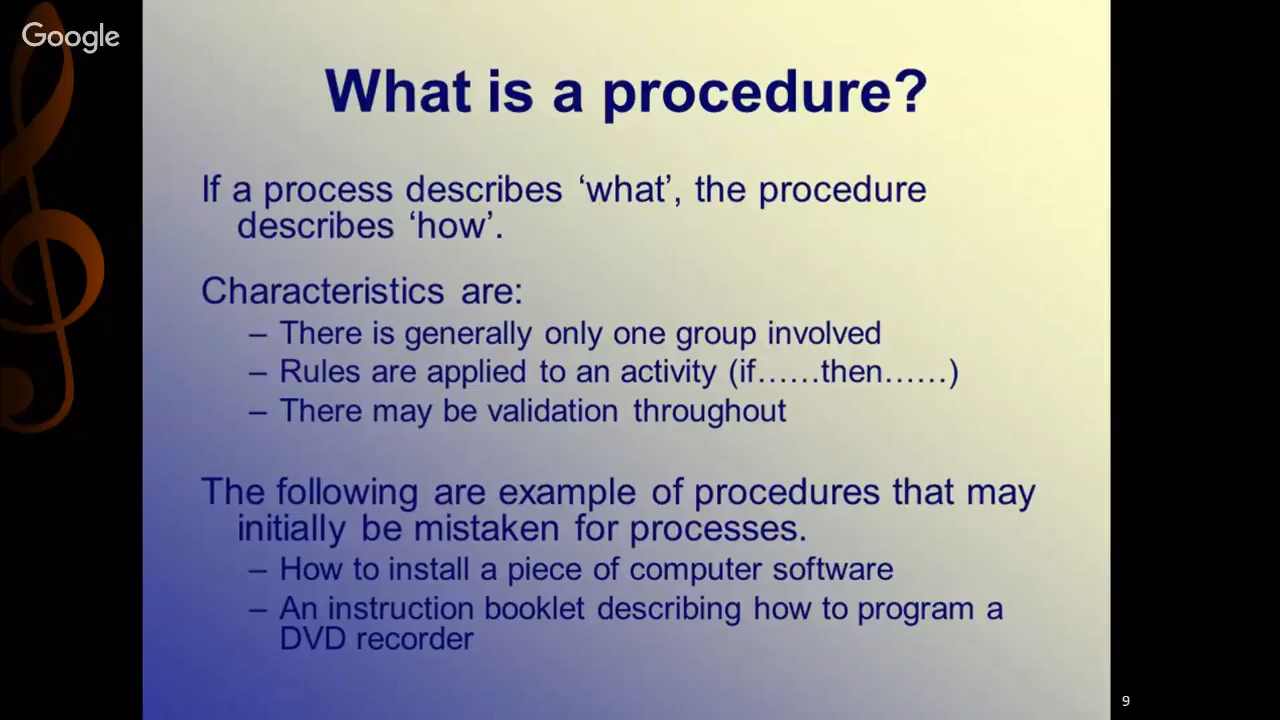 Google
What is a procedure?
If a process describes ‘what’, the procedure
describes ‘how’.
Characteristics are:
– There is generally only one group involved
– Rules are applied to an activity (if……then……)
– There may be validation throughout
The following are example of procedures that may
initially be mistaken for processes.
– How to install a piece of computer software
– An instruction booklet describing how to program a
DVD recorder
9